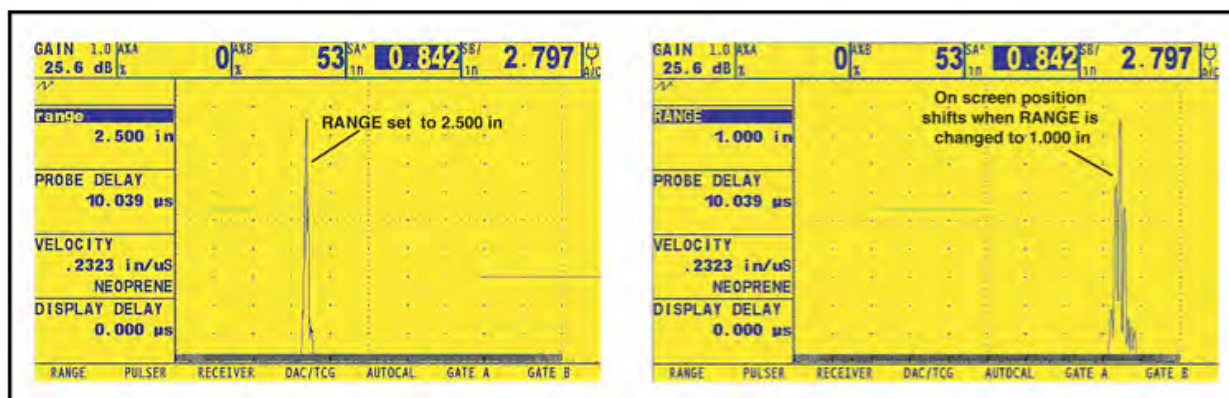 GAIN 1.0 A%A A%B SA^ SB/
25.6 dB % 0 % 53 in 0.842 in 2.797 A/C
range
2.500 in
PROBE DELAY
10.039 µs
VELOCITY
.2323 in/uS
NEOPRENE
DISPLAY DELAY
0.000 µs
RANGE PULSER RECEIVER DAC/TCG AUTOCAL GATE A GATE B
RANGE set to 2.500 in
GAIN 1.0 A%A A%B SA^ SB/
25.6 dB % 0 % 53 in 0.842 in 2.797 A/C
RANGE
1.000 in
PROBE DELAY
10.039 µs
VELOCITY
.2323 in/uS
NEOPRENE
DISPLAY DELAY
0.000 µs
RANGE PULSER RECEIVER DAC/TCG AUTOCAL GATE A GATE B
On screen position
shifts when RANGE is
changed to 1.000 in